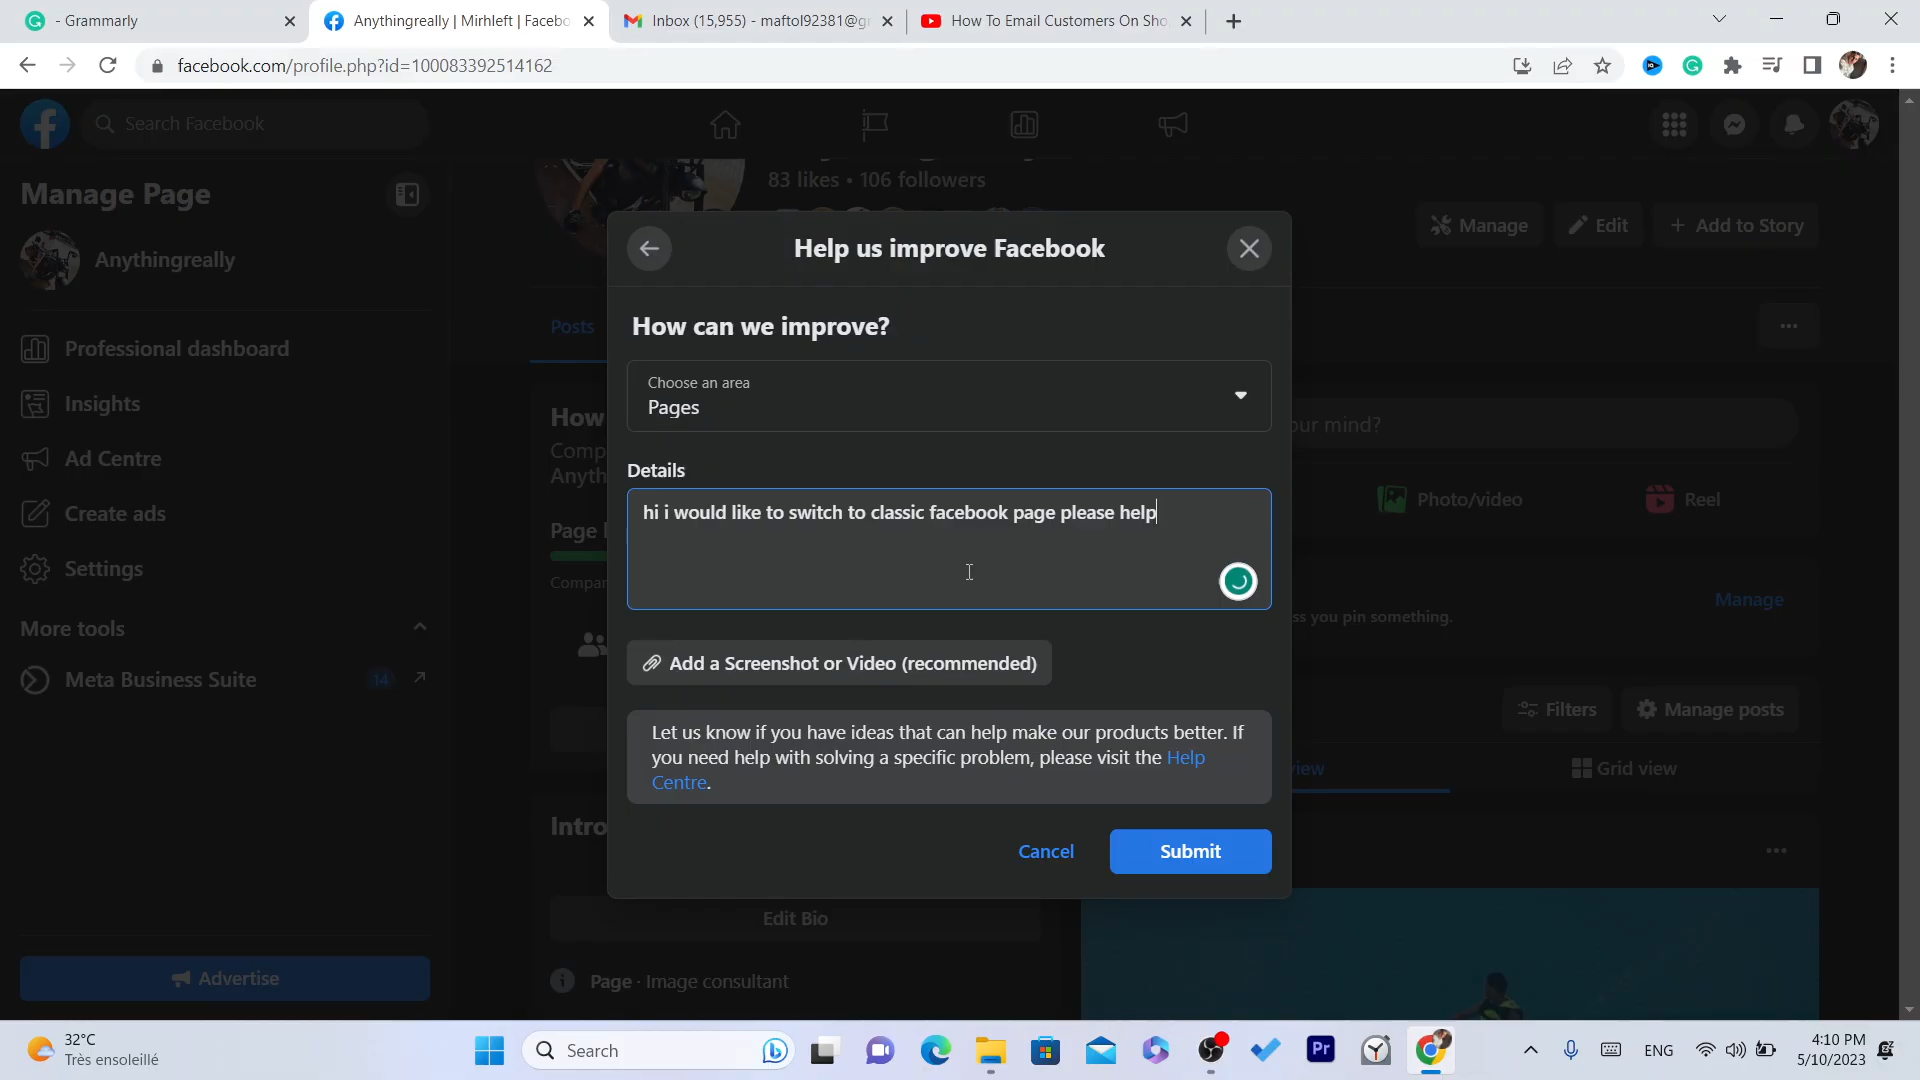 - Grammarly
Anythingreally | Mirhleft | Facebo
Inbox (15,955) - maftol92381@g
How To Email Customers On Sho
facebook.com/profile.php?id=100083392514162
Search Facebook
Manage Page
83 likes • 106 followers
Manage
Edit
+ Add to Story
Anythingreally
Help us improve Facebook
How can we improve?
Posts
Professional dashboard
Choose an area
Pages
Insights
How
Comp
Anyth
our mind?
Ad Centre
Details
hi i would like to switch to classic facebook page please help
Photo/video
Reel
Create ads
Page
Settings
Compar
Manage
ss you pin something.
More tools
Add a Screenshot or Video (recommended)
Meta Business Suite
14
Filters
Manage posts
Let us know if you have ideas that can help make our products better. If
you need help with solving a specific problem, please visit the Help
Centre.
iew
Grid view
Intro
Cancel
Submit
Edit Bio
Advertise
Page · Image consultant
32°C
Très ensoleillé
Search
Pr
ENG
4:10 PM
5/10/2023